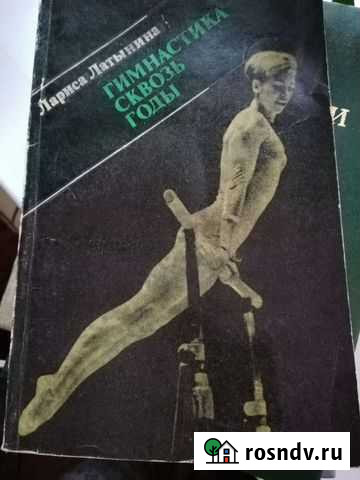 Лариса Латынина
ГИМНАСТИКА
СКВОЗЬ
ГОДЫ
И
rosndv.ru